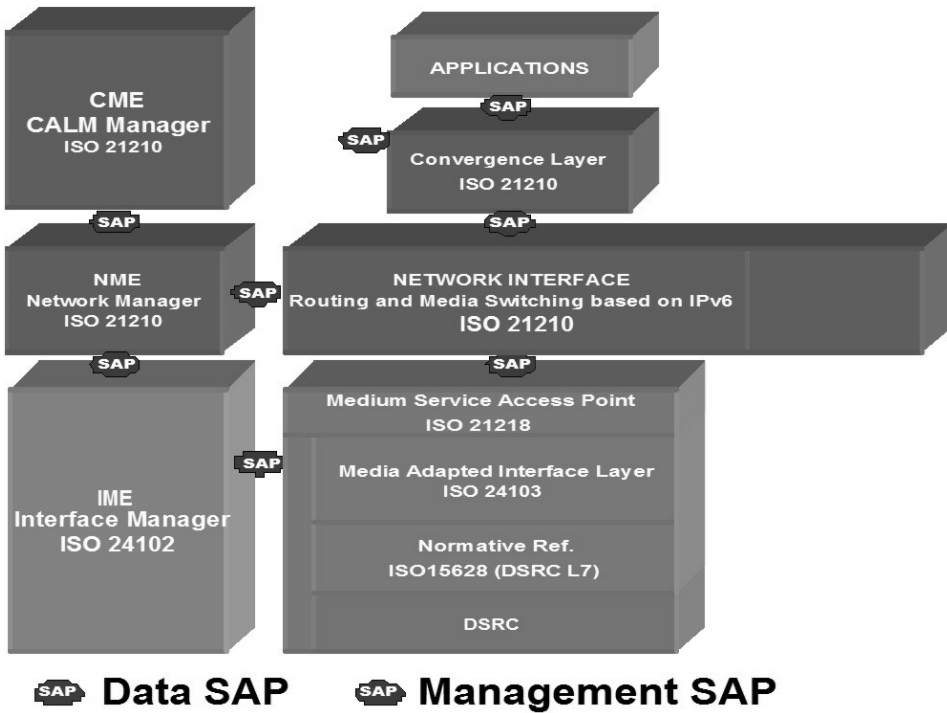 CME
CALM Manager
ISO 21210
APPLICATIONS
SAP
SAP
Convergence Layer
ISO 21210
SAP
SAP
NME
Network Manager
ISO 21210
SAP
NETWORK INTERFACE
Routing and Media Switching based on IPv6
ISO 21210
SAP
SAP
Medium Service Access Point
ISO 21218
SAP
Media Adapted Interface Layer
ISO 24103
IME
Interface Manager
ISO 24102
Normative Ref.
ISO15628 (DSRC L7)
DSRC
SAP Data SAP
SAP Management SAP